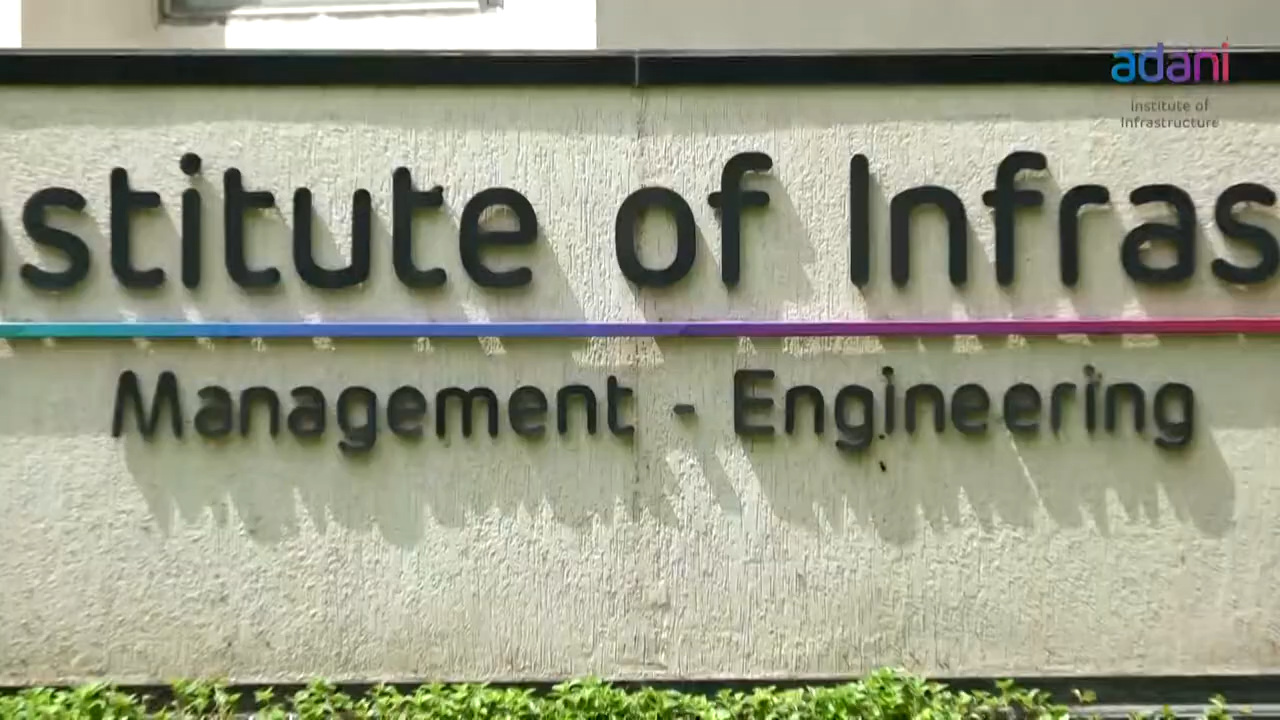 adani
Institute of
Infrastructure
stitute of Infras
Management - Engineering